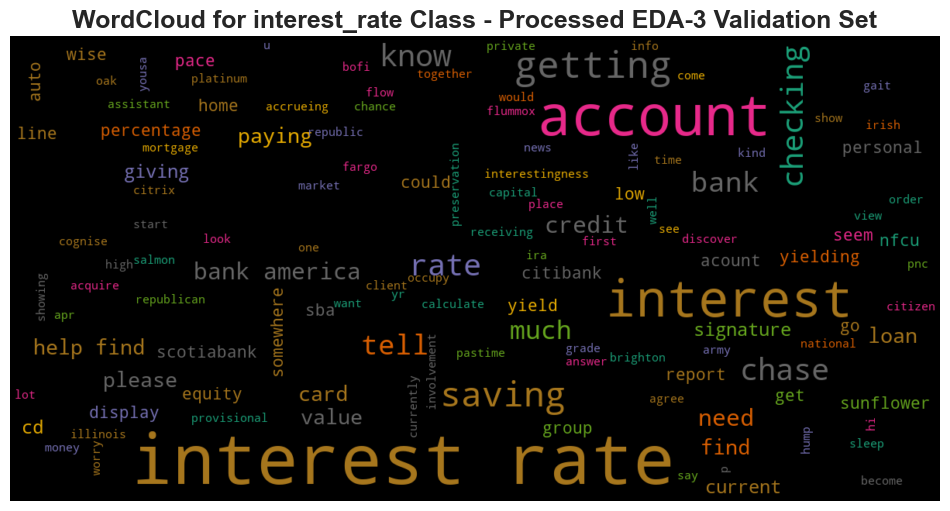 WordCloud for interest_rate Class - Processed EDA-3 Validation Set
u
private
info
wise
know
getting
checking
pace
bofi
together
come
auto
oak
yousa
platinum
flow
gait
assistant
home
accrueing
chance
would
flummox
account
show
irish
line
percentage
paying
republic
mortgage
news
like
kind
personal
giving
fargo
preservation
interestingness
time
citrix
market
could
capital
low
bank
place
well
order
start
receiving
credit
see
view
cognise
look
one
first
discover
seem
nfcu
high
salmon
bank america
rate
ira
citibank
acount
yielding
pnc
showing
acquire
client
occupy
republican
somewhere
sba
want
yr
calculate
yield
interest
citizen
apr
much
signature
go
loan
help find
scotiabank
tell
pastime
grade
army
national
answer
brighton
involvement
please
chase
report
lot
equity
card
saving
agree
get
sunflower
display
provisional
value
currently
need
hi
cd
illinois
group
find
hump
sleep
money
worry
interest rate
say
p
current
become